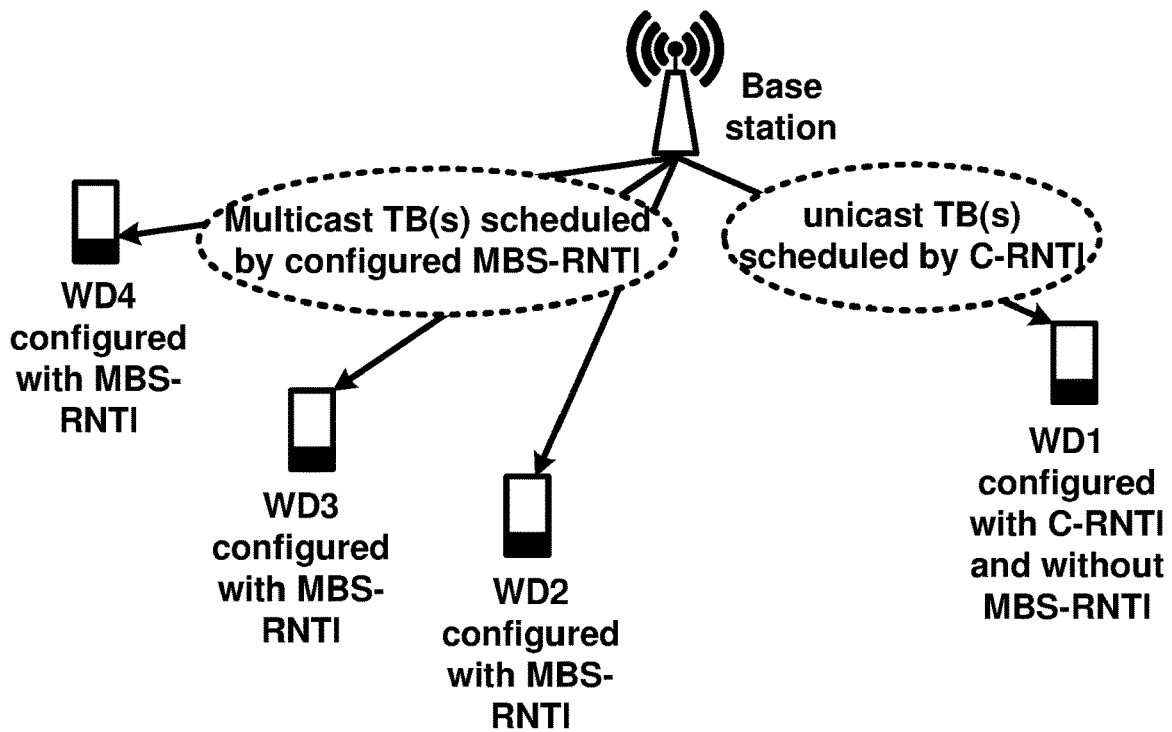 Base
station
Multicast TB(s) scheduled
by configured MBS-RNTI
unicast TB(s)
scheduled by C-RNTI
WD4
configured
with MBS-
RNTI
WD3
configured
with MBS-
RNTI
WD2
configured
with MBS-
RNTI
WD1
configured
with C-RNTI
and without
MBS-RNTI